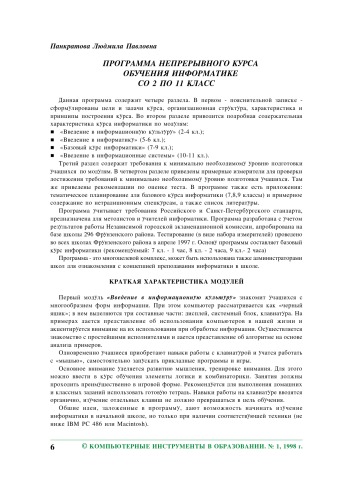 Панкратова Людмила Павловна
ПРОГРАММА НЕПРЕРЫВНОГО КУРСА
ОБУЧЕНИЯ ИНФОРМАТИКЕ
СО 2 ПО 11 КЛАСС
Данная программа содержит четыре раздела. В первом - пояснительной записке -
сформулированы цели и задачи курса, организационная структура, характеристика и
принципы построения курса. Во втором разделе приводится подробная содержательная
характеристика курса информатики по модулям:
■ «Введение в информационную культуру» (2-4 кл.);
■ «Введение в информатику» (5-6 кл.);
■ «Базовый курс информатики» (7-9 кл.);
■ «Введение в информационные системы» (10-11 кл.).
Третий раздел содержит требования к минимально необходимому уровню подготовки
учащихся по модулям. В четвертом разделе приведены примерные измерители для проверки
достижения требований к минимально необходимому уровню подготовки учащихся. Там
же приведены рекомендации по оценке теста. В программе также есть приложения:
тематическое планирование для базового курса информатики (7,8,9 классы) и примерное
содержание по нетрадиционным спецкурсам, а также список литературы.
Программа учитывает требования Российского и Санкт-Петербургского стандарта,
предназначена для методистов и учителей информатики. Программа разработана с учетом
результатов работы Независимой городской экзаменационной комиссии, апробирована на
базе школы 296 Фрунзенского района. Тестирование (в виде набора измерителей) проведено
во всех школах Фрунзенского района в апреле 1997 г. Основу программы составляет базовый
курс информатики (рекомендуемый: 7 кл. - 1 час, 8 кл. - 2 часа, 9 кл.- 2 часа)
Программа - это многоцелевой комплекс, может быть использована также администраторами
школ для ознакомления с концепцией преподавания информатики в школе.
КРАТКАЯ ХАРАКТЕРИСТИКА МОДУЛЕЙ
Первый модуль «Введение в информационную культуру» знакомит учащихся с
многообразием форм информации. При этом компьютер рассматривается как «черный
ящик»; в нем выделяются три составные части: дисплей, системный блок, клавиатура. На
примерах дается представление об использовании компьютеров в нашей жизни и
акцентируется внимание на их использовании при обработке информации. Осуществляется
знакомство с простейшими исполнителями и дается представление об алгоритме на основе
анализа примеров.
Одновременно учащиеся приобретают навыки работы с клавиатурой и учатся работать
с «мышью», самостоятельно запускать прикладные программы и игры.
Основное внимание уделяется развитию мышления, тренировке внимания. Для этого
можно ввести в курс обучения элементы логики и комбинаторики. Занятия должны
проходить преимущественно в игровой форме. Рекомендуется для выполнения домашних
и классных заданий использовать готовую тетрадь. Навыки работы на клавиатуре вводятся
органично, изучение отдельных клавиш не должно превращаться в цель обучения.
Общие идеи, заложенные в программу, дают возможность начинать изучение
информатики в начальной школе, но только при наличии соответствующей техники (не
ниже IBM PC 486 или Macintosh).
6 © КОМПЬЮТЕРНЫЕ ИНСТРУМЕНТЫ В ОБРАЗОВАНИИ. № 1, 1998 г.